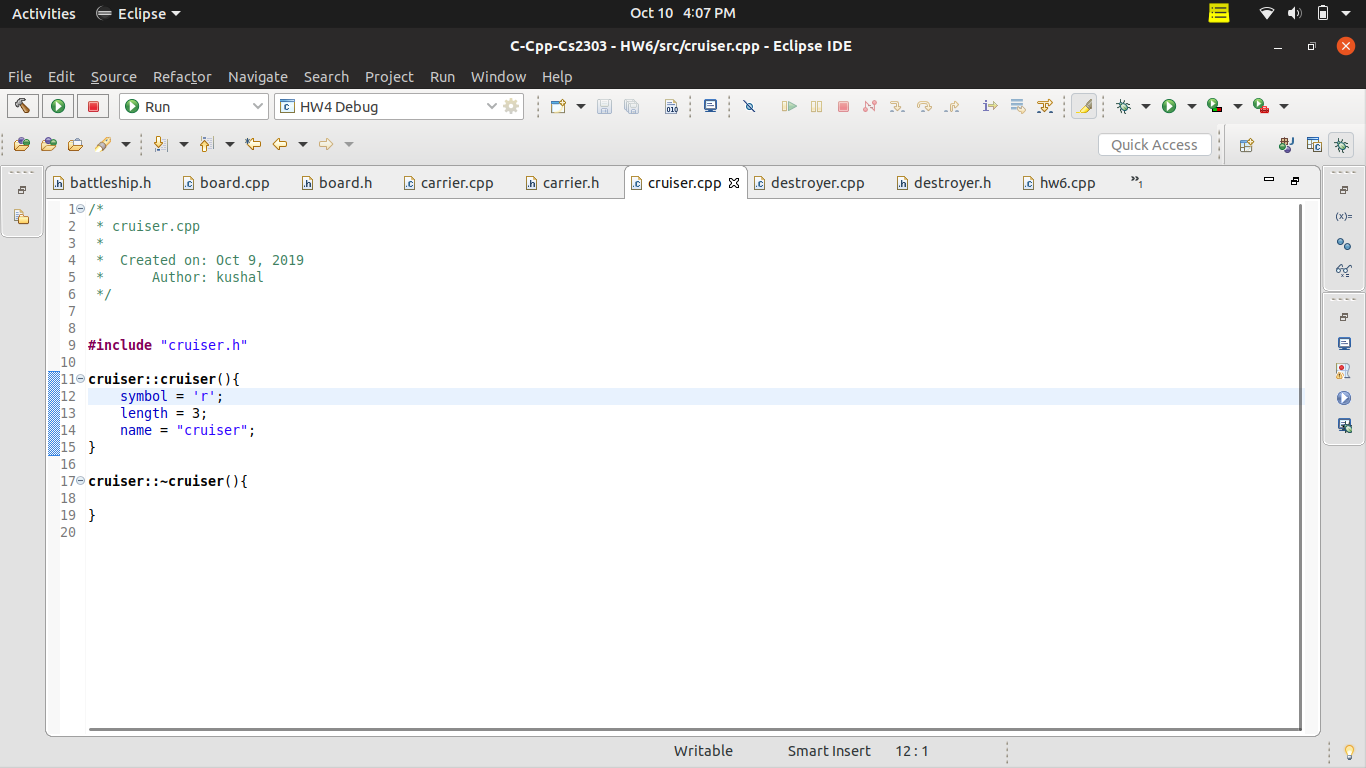 Activities Eclipse Oct 10 4:07 PM
C-Cpp-Cs2303 - HW6/src/cruiser.cpp - Eclipse IDE
File Edit Source Refactor Navigate Search Project Run Window Help
Run HW4 Debug
Quick Access
battleship.h board.cpp board.h carrier.cpp carrier.h cruiser.cpp destroyer.cpp destroyer.h hw6.cpp »1
1 /*
2  * cruiser.cpp
3  *
4  *  Created on: Oct 9, 2019
5  *      Author: kushal
6  */
7
8
9 #include "cruiser.h"
10
11 cruiser::cruiser(){
12     symbol = 'r';
13     length = 3;
14     name = "cruiser";
15 }
16
17 cruiser::~cruiser(){
18
19 }
20
(x)=
Writable Smart Insert 12 : 1